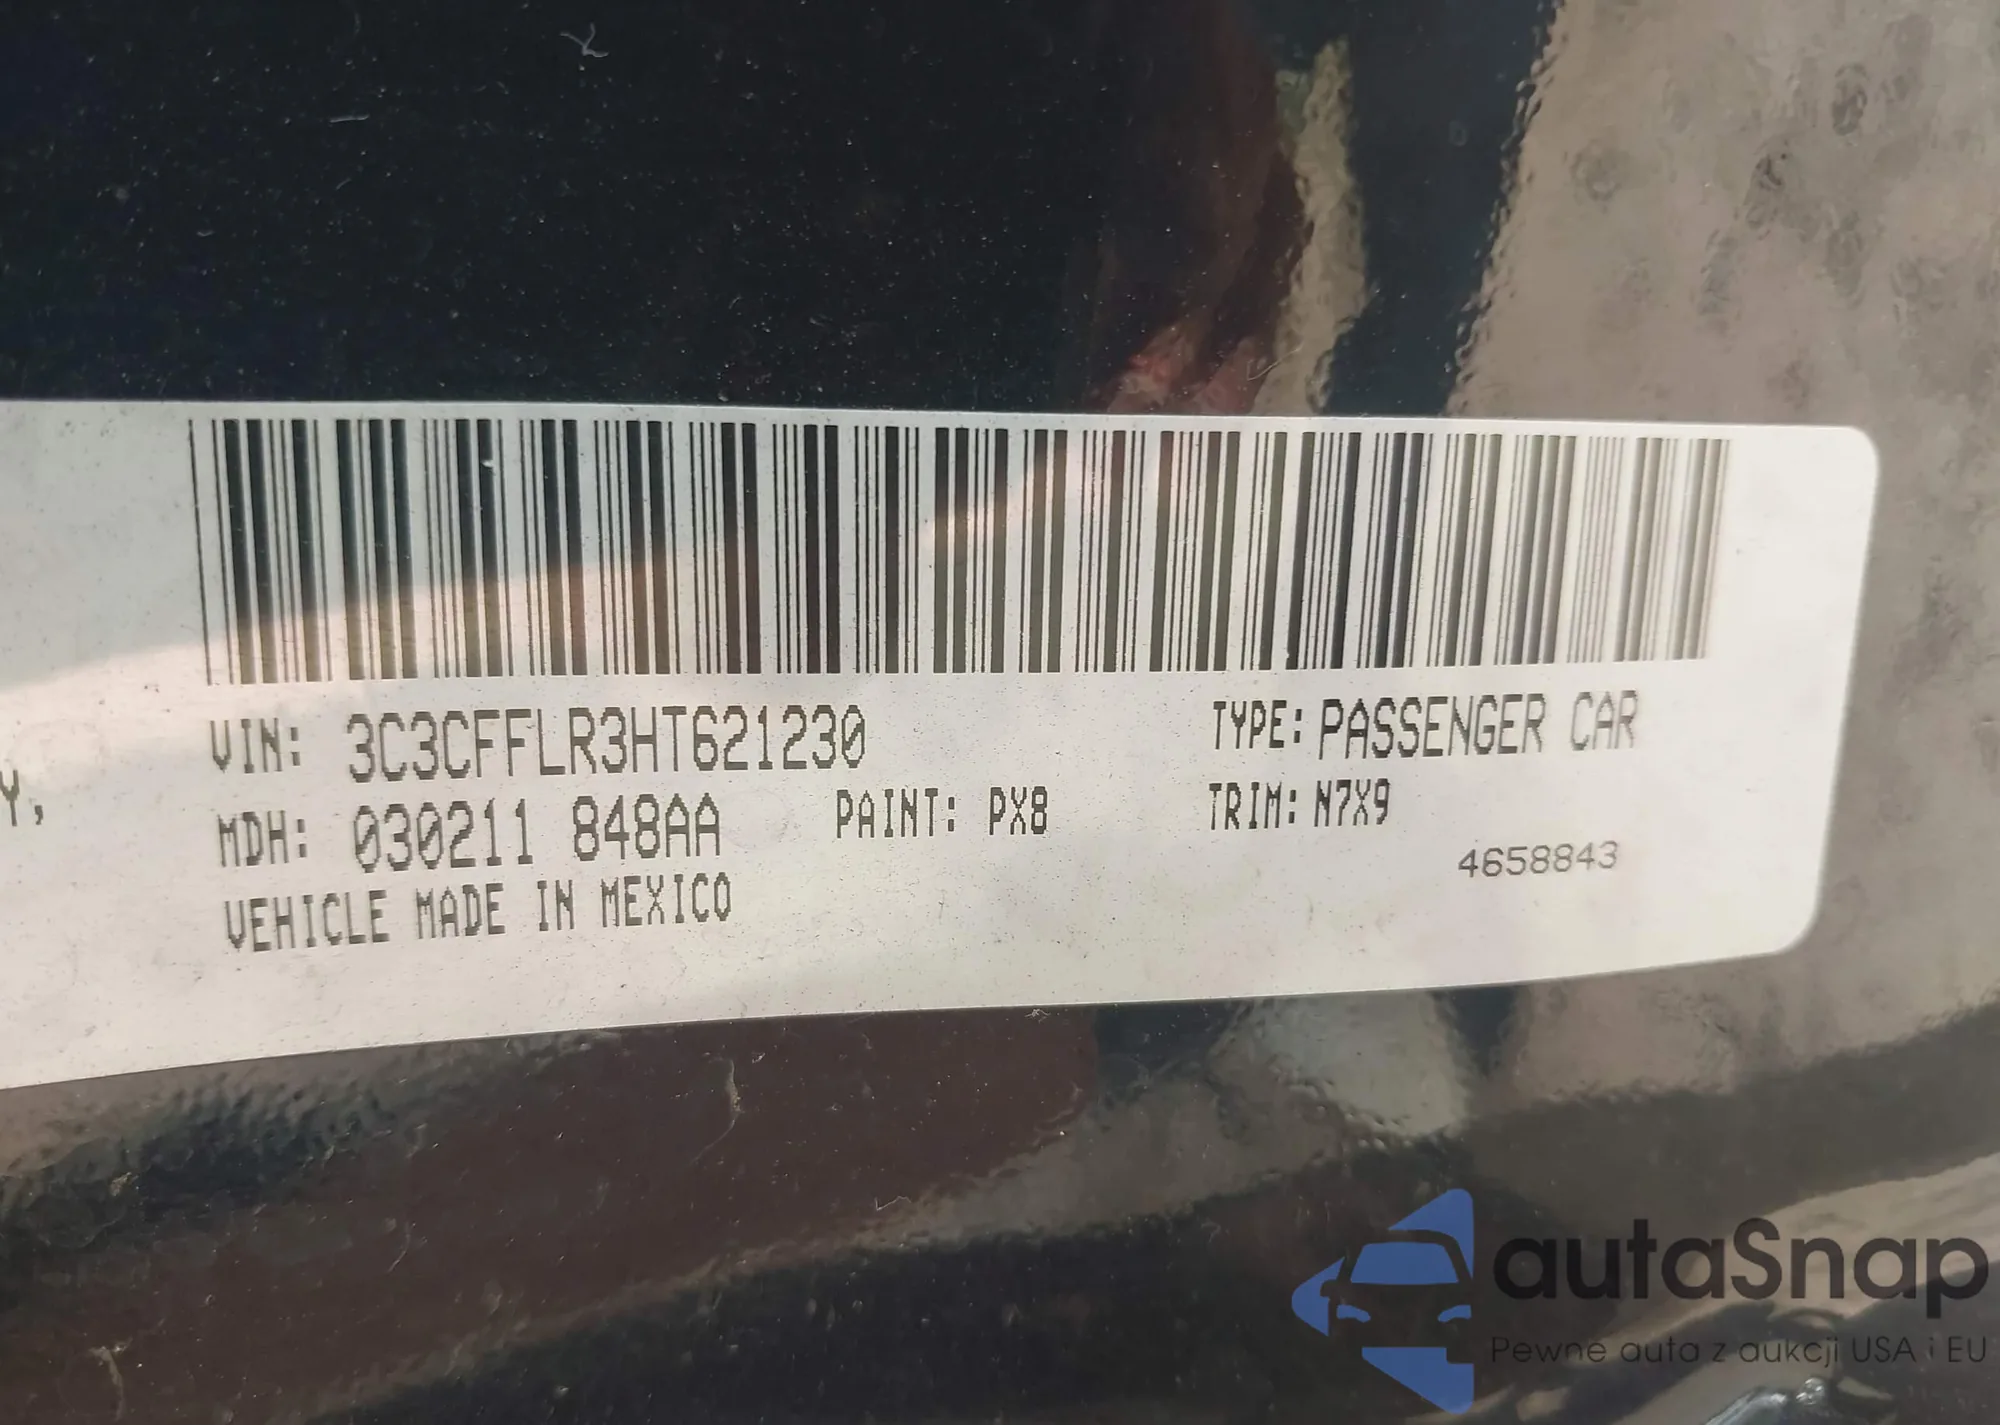 VIN: 3C3CFFLR3HT621230 TYPE: PASSENGER CAR
Y, MDH: 030211 848AA PAINT: PX8 TRIM: N7X9
4658843
VEHICLE MADE IN MEXICO
autaSnap
Pewne auta z aukcji USA i EU